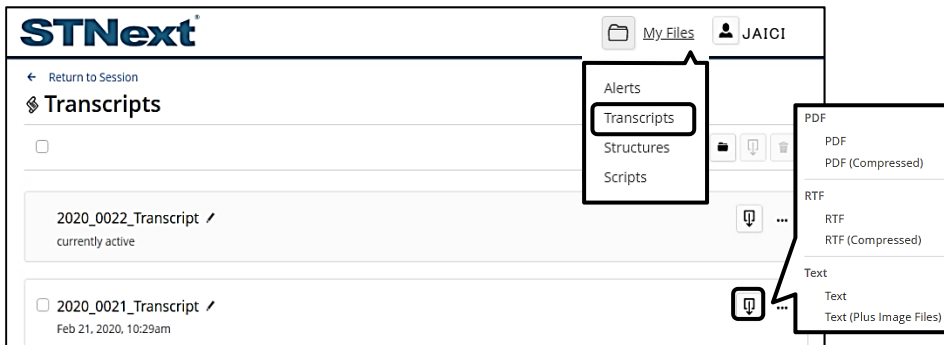 STNext®
My Files
JAICI
← Return to Session
Transcripts
Alerts
Transcripts
Structures
Scripts
2020_0022_Transcript
currently active
2020_0021_Transcript
Feb 21, 2020, 10:29am
PDF
PDF
PDF (Compressed)
RTF
RTF
RTF (Compressed)
Text
Text
Text (Plus Image Files)